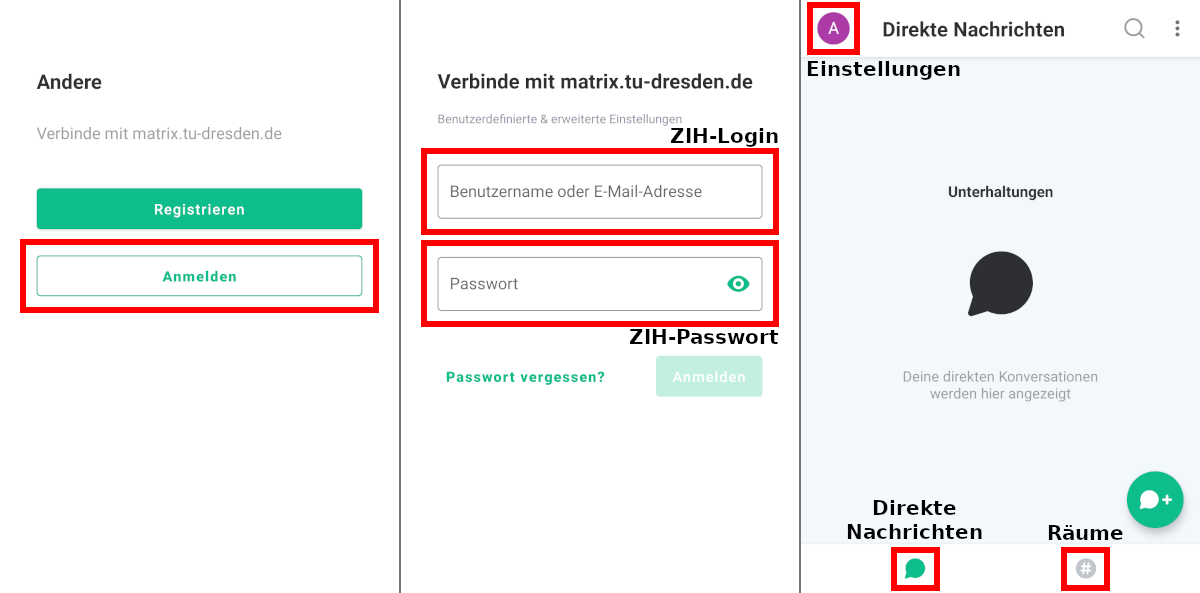 Andere
Verbinde mit matrix.tu-dresden.de
Registrieren
Anmelden
Verbinde mit matrix.tu-dresden.de
Benutzerdefinierte & erweiterte Einstellungen
ZIH-Login
Benutzername oder E-Mail-Adresse
Passwort
ZIH-Passwort
Passwort vergessen?
Anmelden
A
Direkte Nachrichten
Einstellungen
Unterhaltungen
Deine direkten Konversationen
werden hier angezeigt
Direkte
Nachrichten
Räume
#